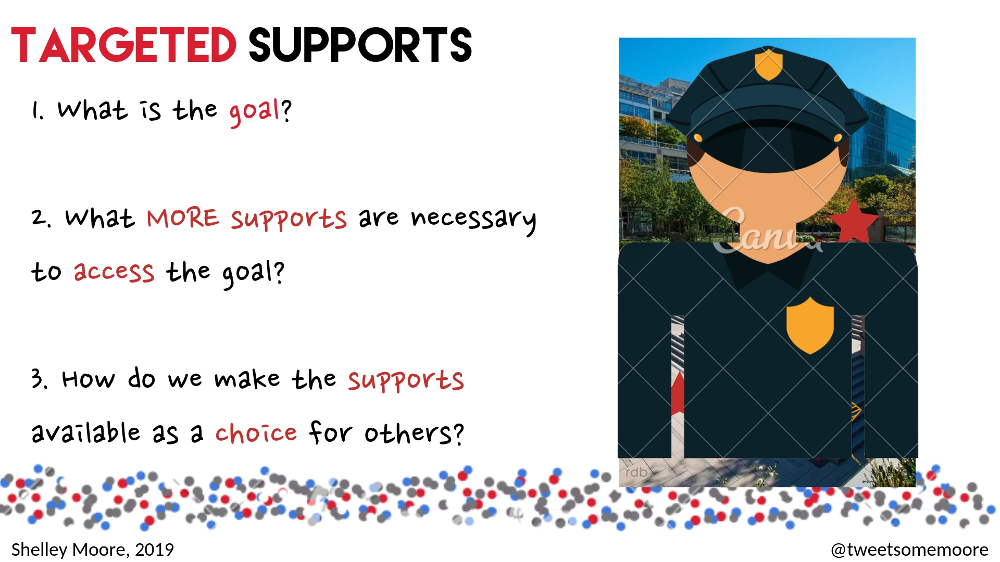 TARGETED SUPPORTS
1. What is the goal?
2. What MORE supports are necessary
to access the goal?
3. How do we make the supports
available as a choice for others?
Canva
rdb
Shelley Moore, 2019
@tweetsomemoore